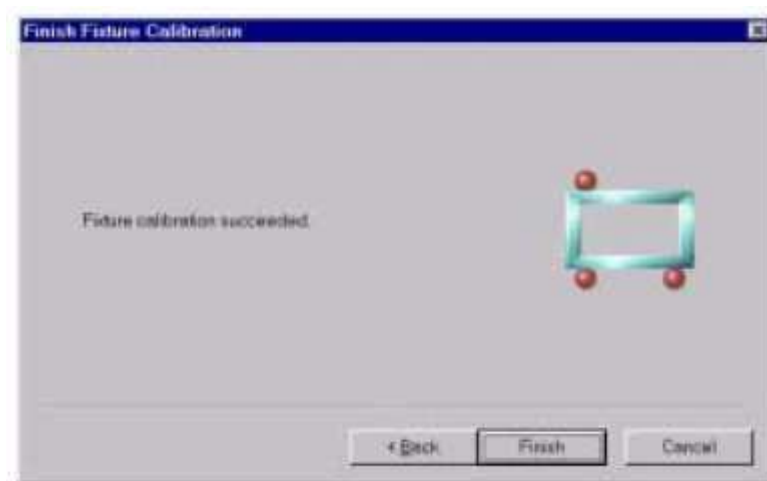 Finish Fixture Calibration
Fixture calibration succeeded.
< Back
Finish
Cancel